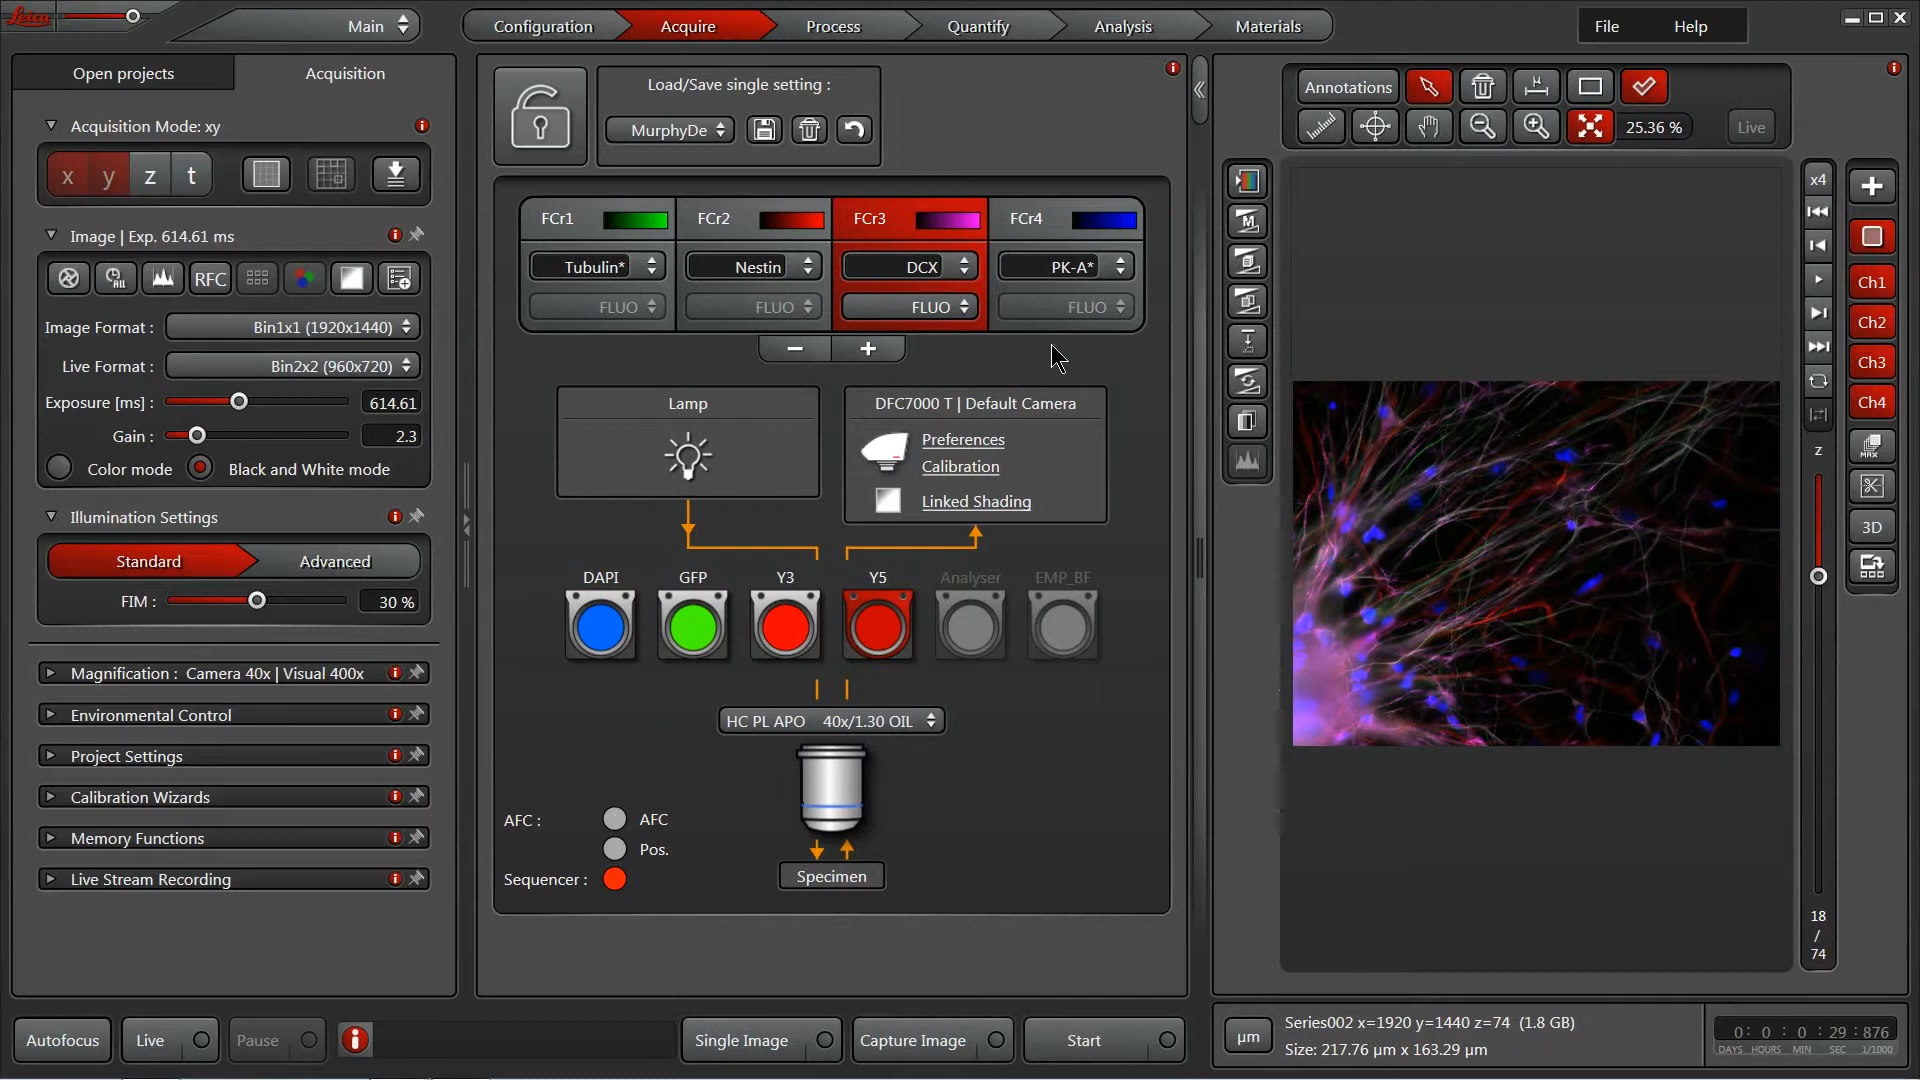 Leica
Main
Configuration Acquire Process Quantify Analysis Materials
File Help
Open projects Acquisition
Acquisition Mode: xy
x y z t
Image | Exp. 614.61 ms
ALL RFC
Image Format : Bin1x1 (1920x1440)
Live Format : Bin2x2 (960x720)
Exposure [ms] : 614.61
Gain : 2.3
Color mode Black and White mode
Illumination Settings
Standard Advanced
FIM : 30 %
Magnification : Camera 40x | Visual 400x
Environmental Control
Project Settings
Calibration Wizards
Memory Functions
Live Stream Recording
Load/Save single setting :
MurphyDe
FCr1 FCr2 FCr3 FCr4
Tubulin* Nestin DCX PK-A*
FLUO FLUO FLUO FLUO
− +
Lamp
DFC7000 T | Default Camera
Preferences
Calibration
Linked Shading
DAPI GFP Y3 Y5 Analyser EMP_BF
HC PL APO 40x/1.30 OIL
AFC : AFC
Pos.
Sequencer :
Specimen
Annotations
25.36 % Live
M
x4
z
18
/
74
Ch1
Ch2
Ch3
Ch4
MAX
3D
Autofocus Live Pause Single Image Capture Image Start
µm
Series002 x=1920 y=1440 z=74 (1.8 GB)
Size: 217.76 µm x 163.29 µm
0: 0 : 0 : 29 : 876
DAYS HOURS MIN SEC 1/1000